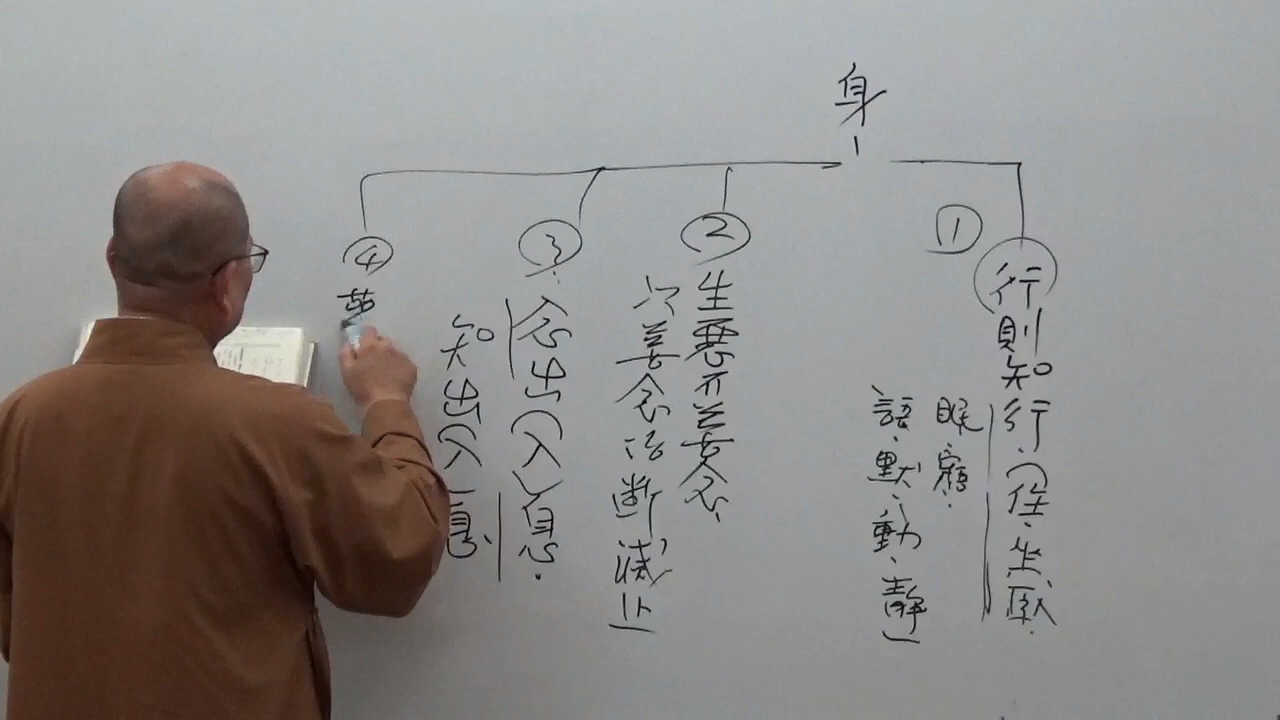 身
①
行則知行、(住、坐、臥、
眠、寤、
語、默、動、靜)
②
生惡不善念、
以善念治斷滅止
③
念出(入)息、
知出(入)息、
④